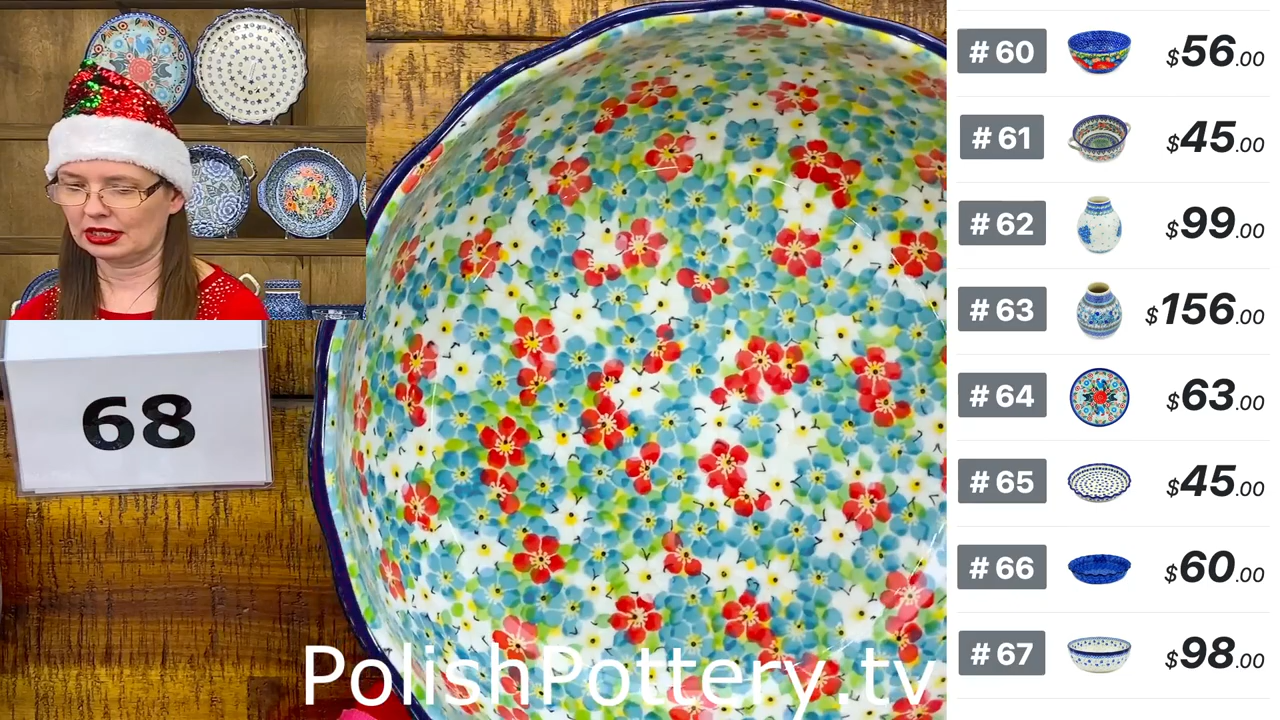 68
PolishPottery.tv
# 60 $56.00
# 61 $45.00
# 62 $99.00
# 63 $156.00
# 64 $63.00
# 65 $45.00
# 66 $60.00
# 67 $98.00